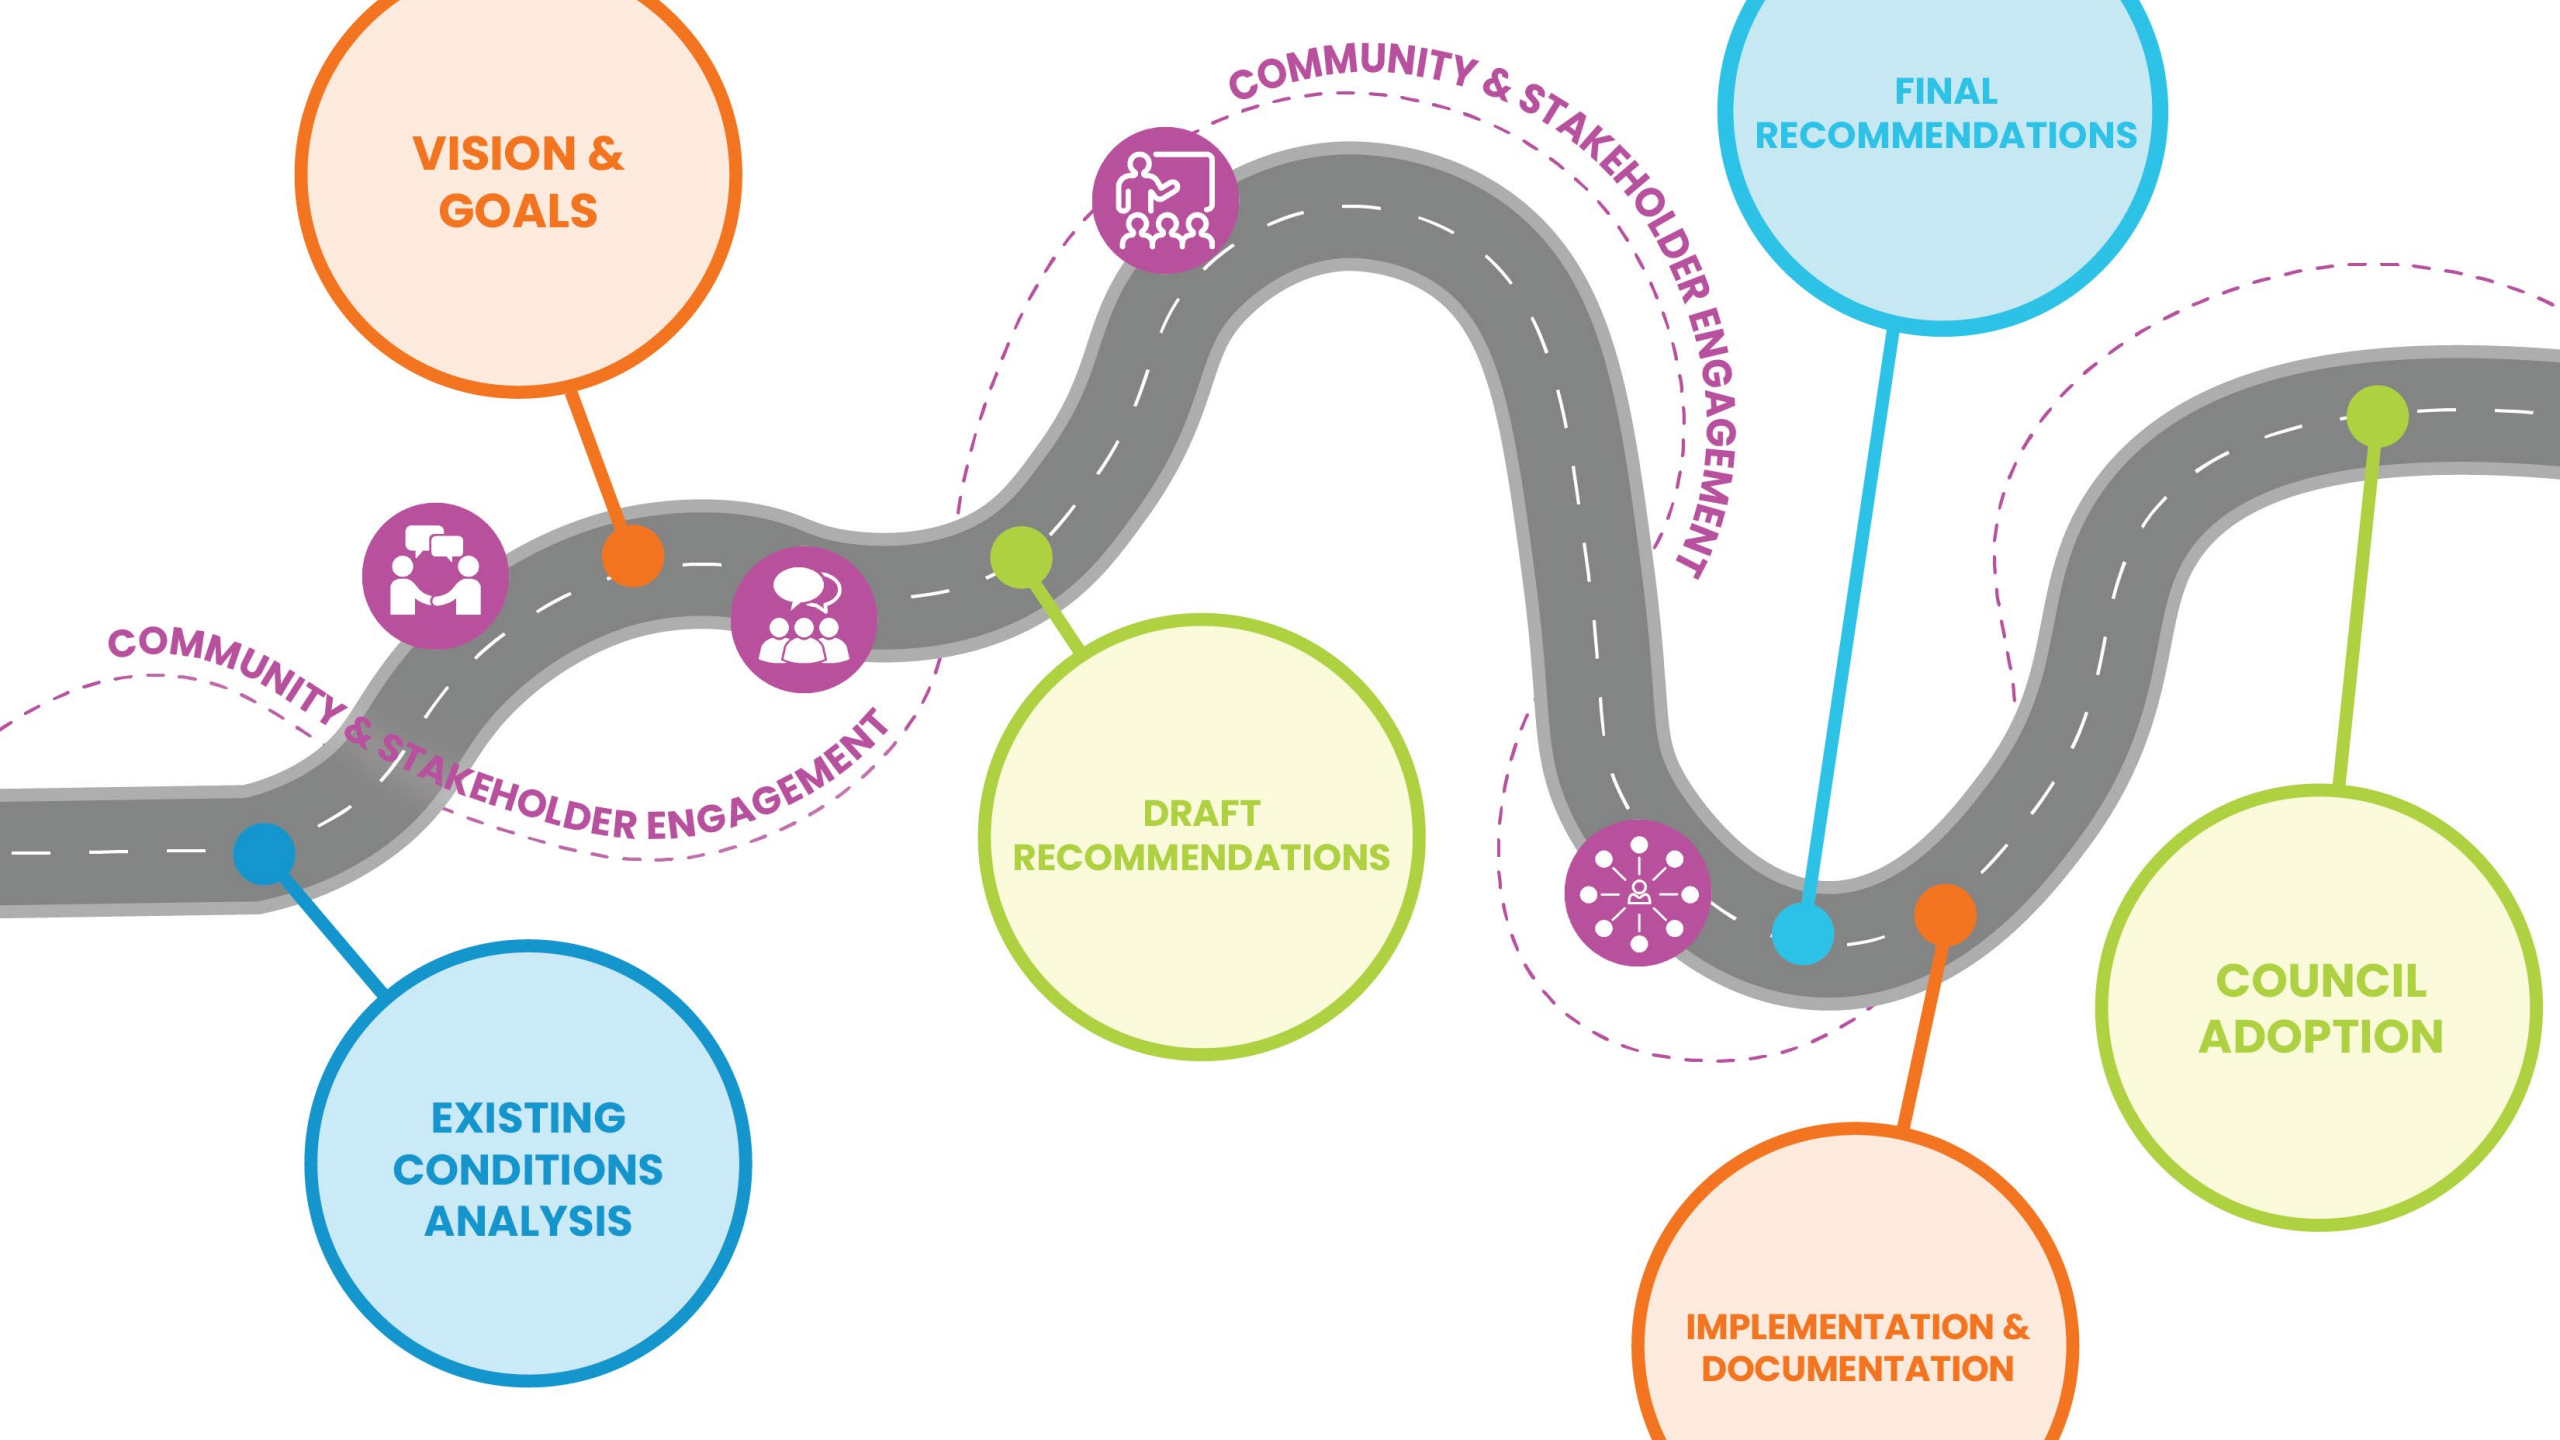 VISION &
GOALS
COMMUNITY & STAKEHOLDER ENGAGEMENT
EXISTING
CONDITIONS
ANALYSIS
COMMUNITY & STAKEHOLDER ENGAGEMENT
DRAFT
RECOMMENDATIONS
FINAL
RECOMMENDATIONS
IMPLEMENTATION &
DOCUMENTATION
COUNCIL
ADOPTION